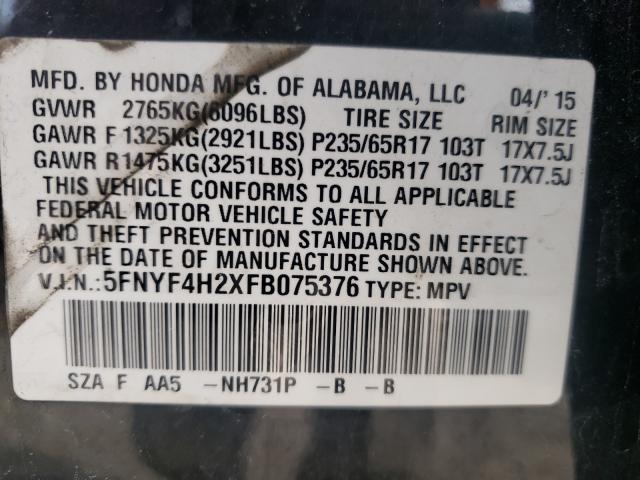 MFD. BY HONDA MFG. OF ALABAMA, LLC 04/'15
GVWR 2765KG(6096LBS) TIRE SIZE RIM SIZE
GAWR F 1325KG(2921LBS) P235/65R17 103T 17X7.5J
GAWR R1475KG(3251LBS) P235/65R17 103T 17X7.5J
THIS VEHICLE CONFORMS TO ALL APPLICABLE
FEDERAL MOTOR VEHICLE SAFETY
AND THEFT PREVENTION STANDARDS IN EFFECT
ON THE DATE OF MANUFACTURE SHOWN ABOVE.
V.I.N.:5FNYF4H2XFB075376 TYPE: MPV
SZA F AA5 -NH731P -B -B